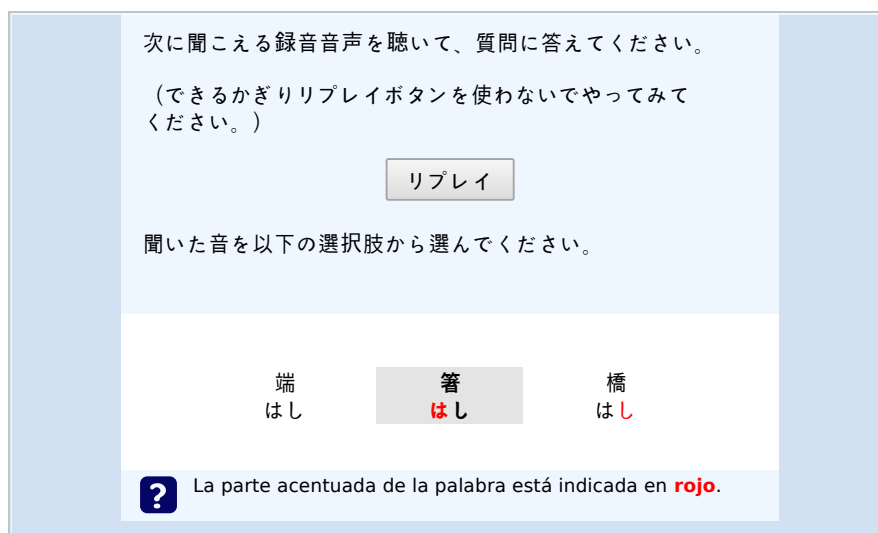 次に聞こえる録音音声を聴いて、質問に答えてください。
（できるかぎりリプレイボタンを使わないでやってみて
ください。）
リプレイ
聞いた音を以下の選択肢から選んでください。
端 箸 橋
はし はし はし
La parte acentuada de la palabra está indicada en rojo.